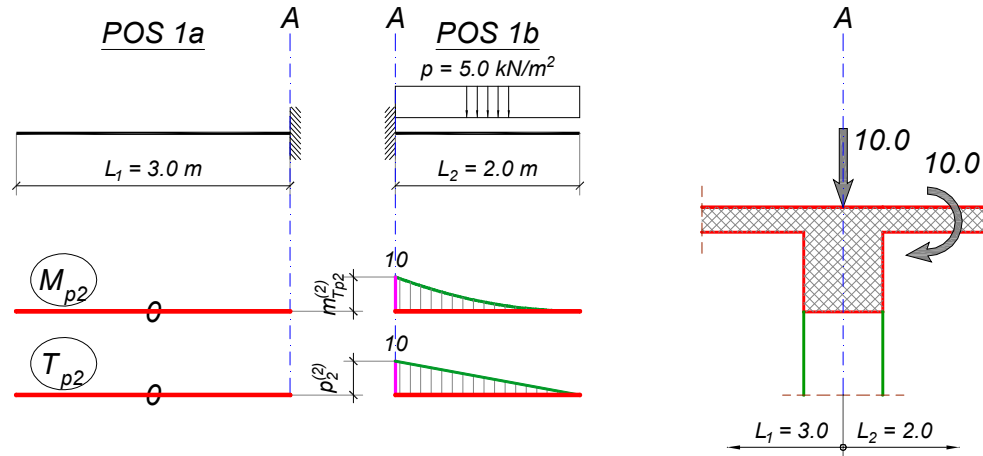 A
A
A
POS 1a
POS 1b
p = 5.0 kN/m²
L₁ = 3.0 m
L₂ = 2.0 m
10.0
10.0
Mp2
10
m(2)Tp2
0
Tp2
10
p2(2)
0
L₁ = 3.0
L₂ = 2.0